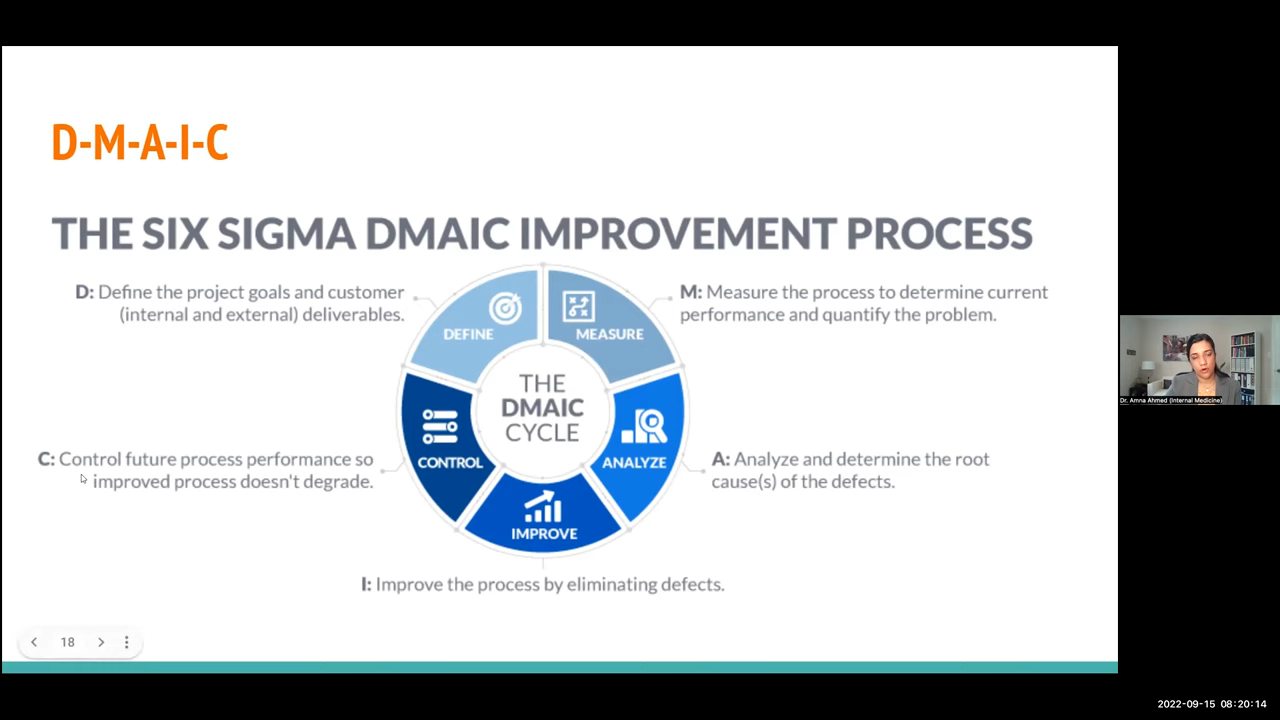 D-M-A-I-C
THE SIX SIGMA DMAIC IMPROVEMENT PROCESS
D: Define the project goals and customer
(internal and external) deliverables.
M: Measure the process to determine current
performance and quantify the problem.
DEFINE
MEASURE
THE
DMAIC
CYCLE
CONTROL
ANALYZE
C: Control future process performance so
improved process doesn't degrade.
A: Analyze and determine the root
cause(s) of the defects.
IMPROVE
I: Improve the process by eliminating defects.
18
Dr. Amna Ahmed (Internal Medicine)
2022-09-15 08:20:14